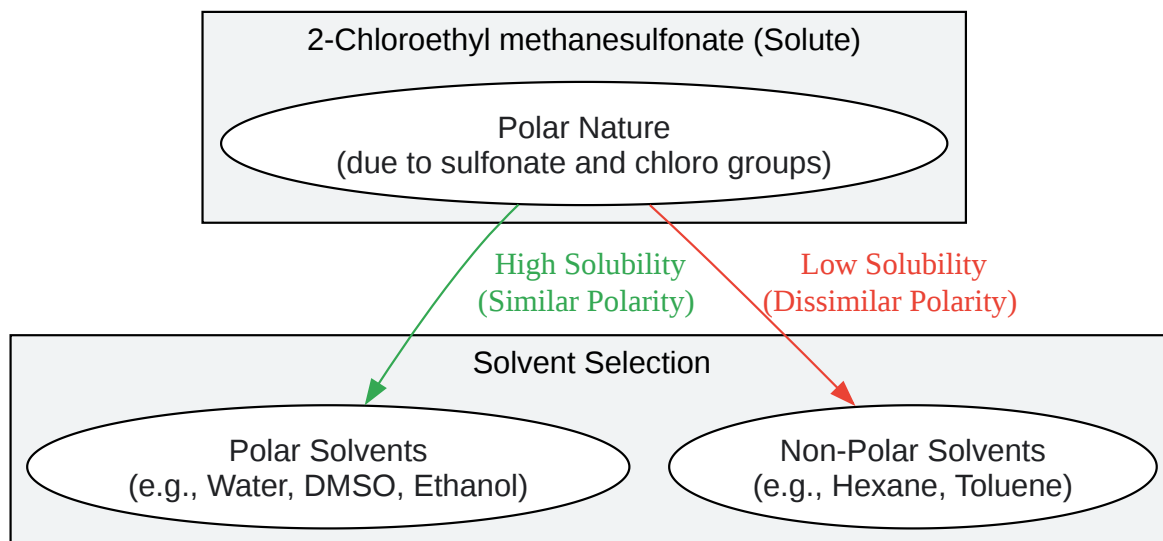 2-Chloroethyl methanesulfonate (Solute)
Polar Nature
(due to sulfonate and chloro groups)
High Solubility
(Similar Polarity)
Low Solubility
(Dissimilar Polarity)
Solvent Selection
Polar Solvents
(e.g., Water, DMSO, Ethanol)
Non-Polar Solvents
(e.g., Hexane, Toluene)